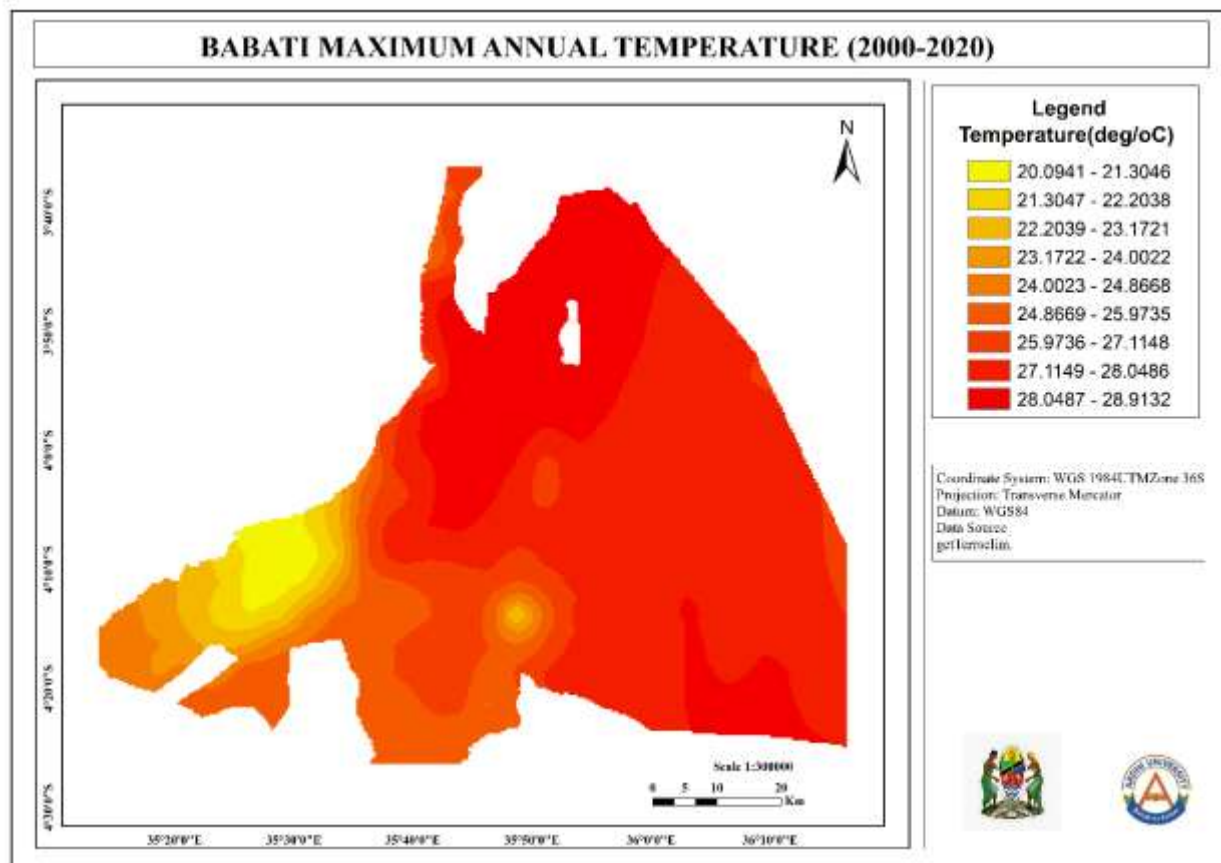 BABATI MAXIMUM ANNUAL TEMPERATURE (2000-2020)
Legend
Temperature(deg/oC)
20.0941 - 21.3046
21.3047 - 22.2038
22.2039 - 23.1721
23.1722 - 24.0022
24.0023 - 24.8668
24.8669 - 25.9735
25.9736 - 27.1148
27.1149 - 28.0486
28.0487 - 28.9132
N
3°40'0"S
3°50'0"S
4°0'0"S
4°10'0"S
4°20'0"S
4°30'0"S
Coordinate System: WGS 1984UTMZone 36S
Projection: Transverse Mercator
Datum: WGS84
Data Source
Scale 1:300000
0 5 10 20
Km
35°20'0"E 35°30'0"E 35°40'0"E 35°50'0"E 36°0'0"E 36°10'0"E
ARDHI UNIVERSITY